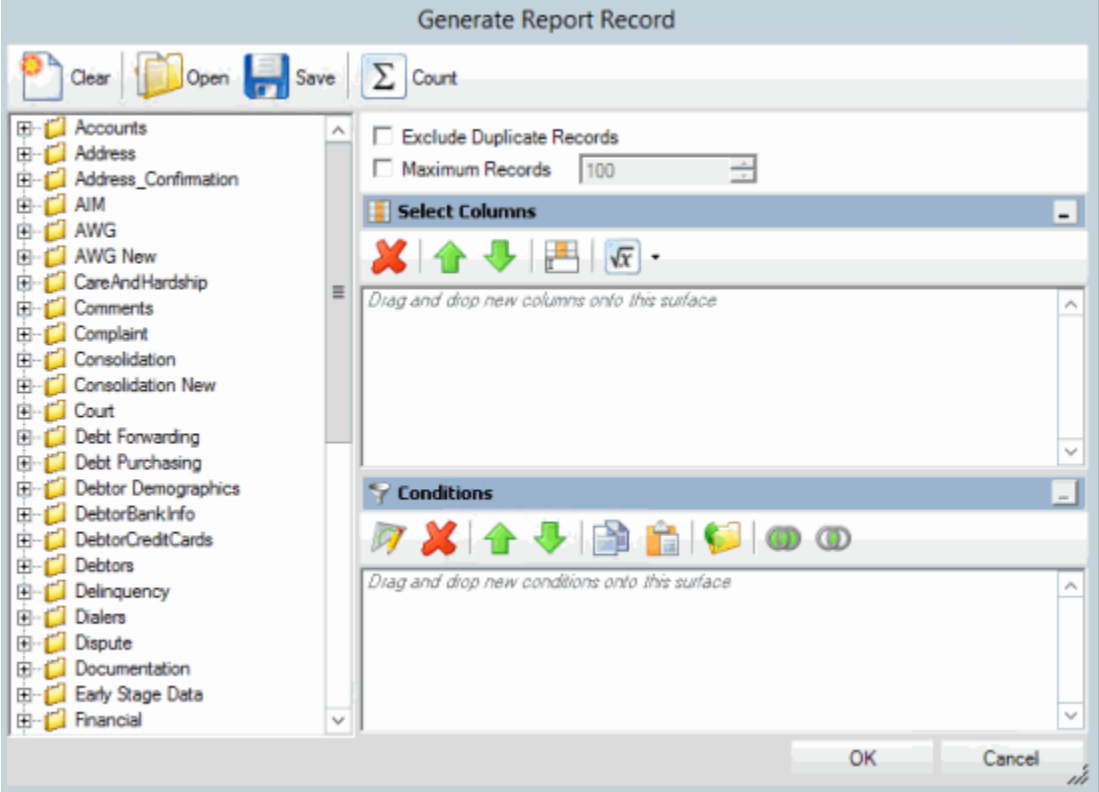 Generate Report Record
Clear Open Save Σ Count
Accounts
Address
Address_Confirmation
AIM
AWG
AWG New
CareAndHardship
Comments
Complaint
Consolidation
Consolidation New
Court
Debt Forwarding
Debt Purchasing
Debtor Demographics
DebtorBankInfo
DebtorCreditCards
Debtors
Delinquency
Dialers
Dispute
Documentation
Early Stage Data
Financial
Exclude Duplicate Records
Maximum Records 100
Select Columns
√x
Drag and drop new columns onto this surface
Conditions
Drag and drop new conditions onto this surface
OK Cancel